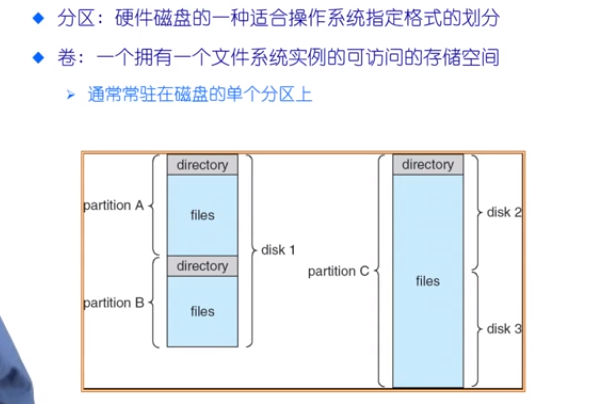 分区：硬件磁盘的一种适合操作系统指定格式的划分
卷：一个拥有一个文件系统实例的可访问的存储空间
通常常驻在磁盘的单个分区上
directory
partition A
files
disk 1
directory
partition B
files
directory
disk 2
partition C
files
disk 3